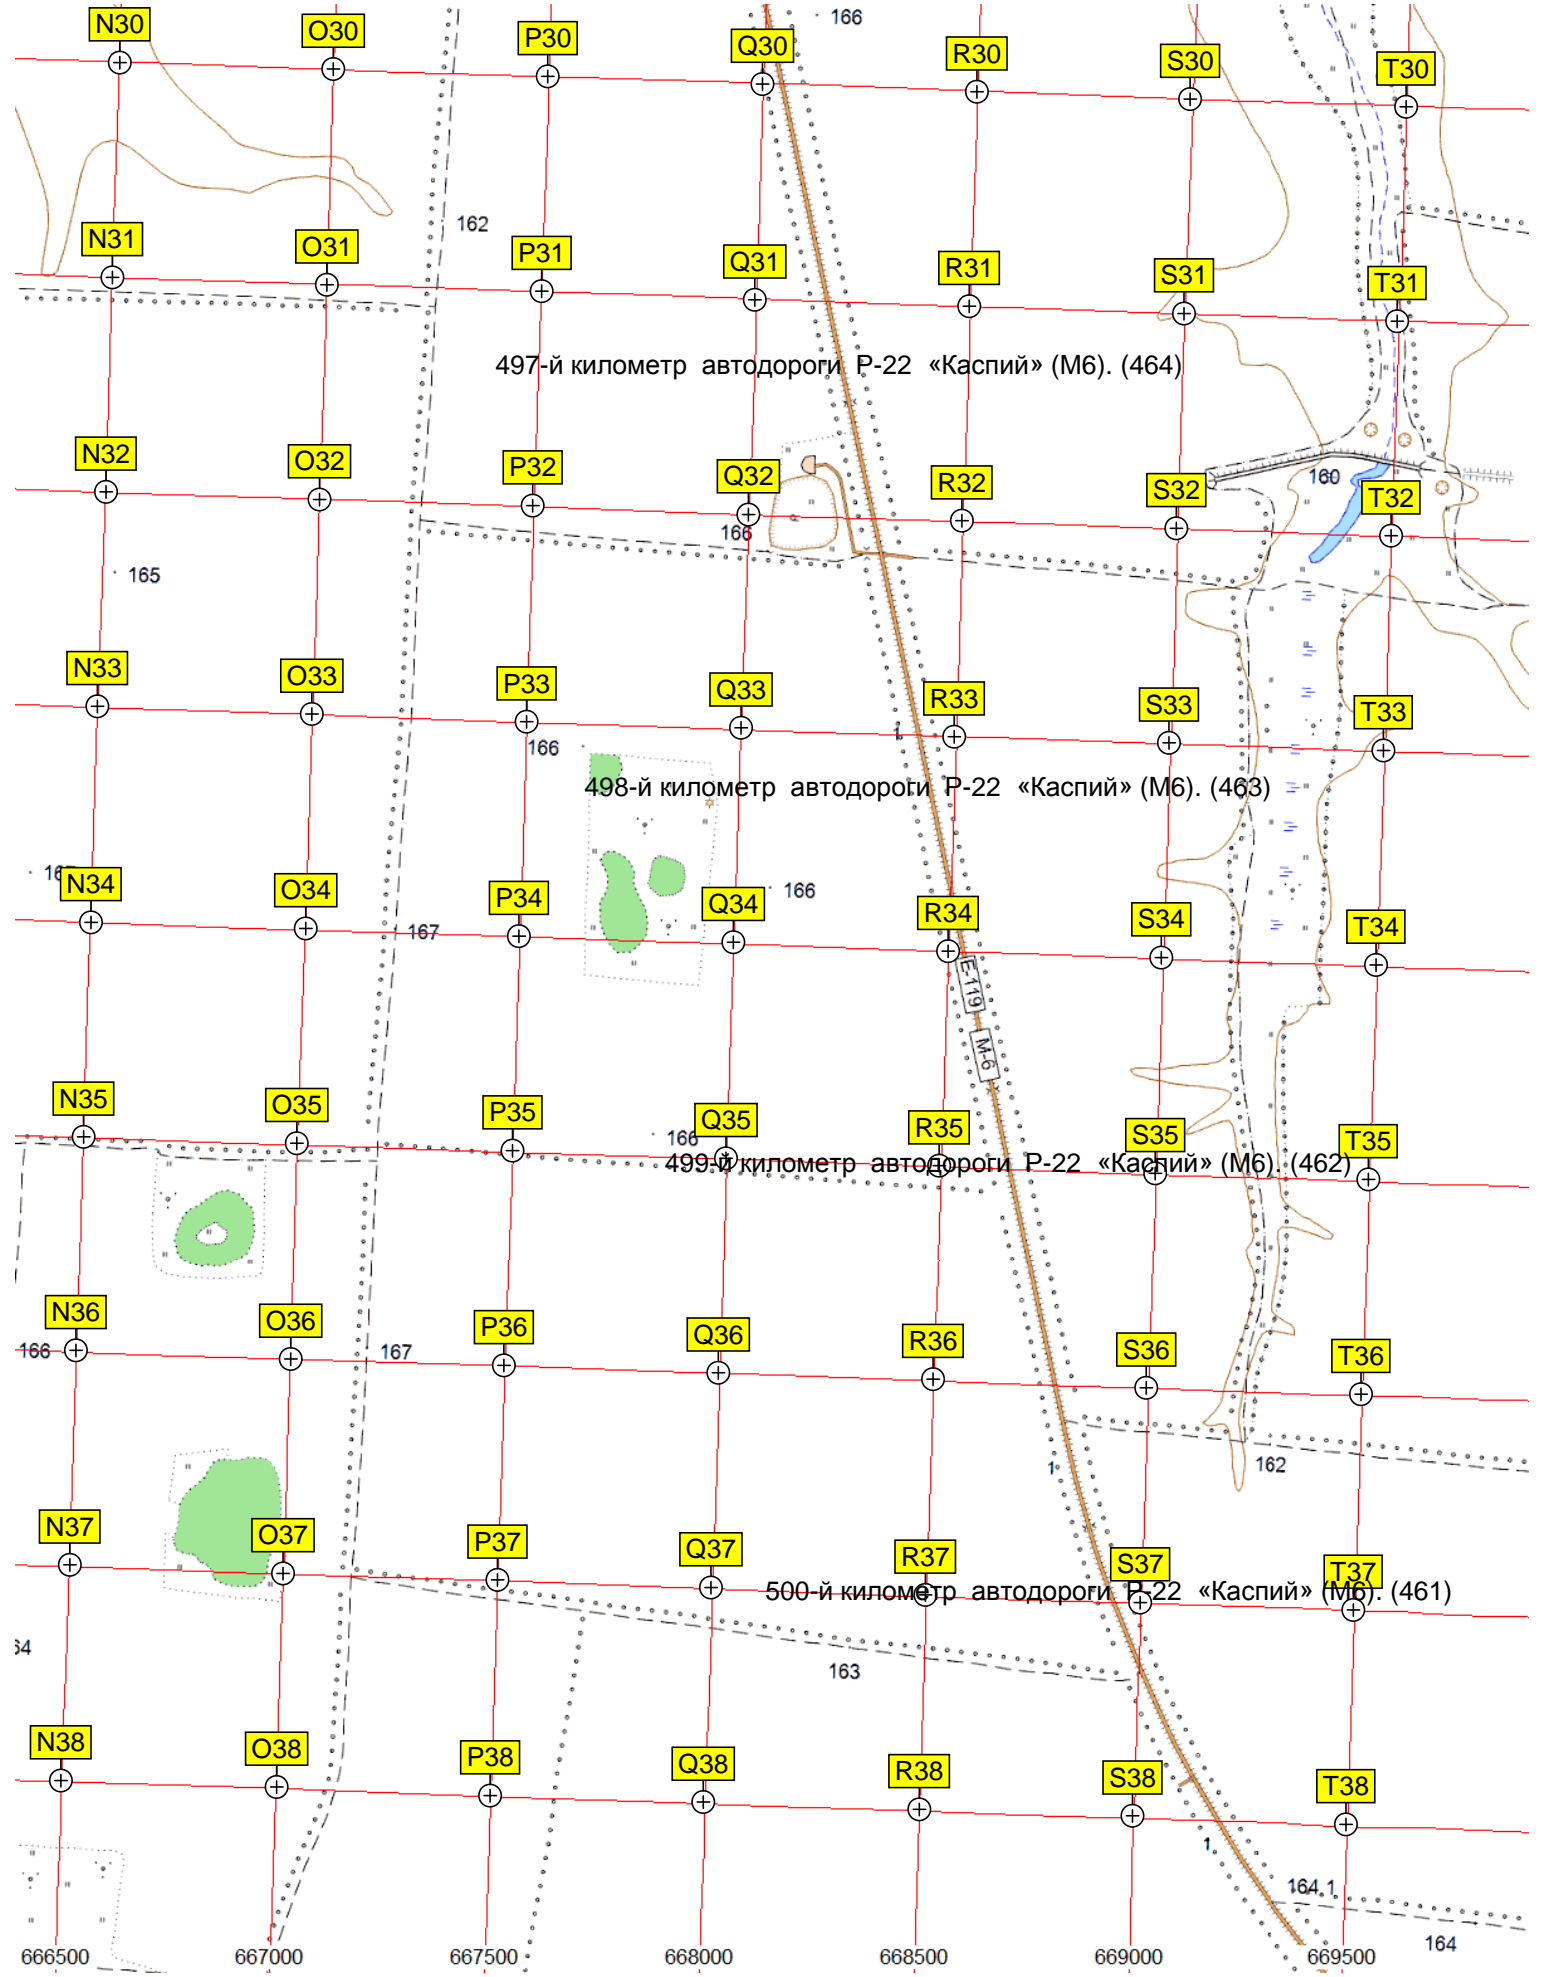 N30 O30 P30 Q30 166 R30 S30 T30
162
N31 O31 P31 Q31 R31 S31 T31
497-й километр автодороги Р-22 «Каспий» (М6). (464)
N32 O32 P32 Q32 R32 S32 160 T32
166
165
N33 O33 P33 Q33 R33 S33 T33
166 1
498-й километр автодороги Р-22 «Каспий» (М6). (463)
N34 O34 P34 166 Q34 R34 S34 T34
167
E 119
M-6
N35 O35 P35 Q35 R35 S35 T35
166
499-й километр автодороги Р-22 «Каспий» (М6). (462)
N36 O36 P36 Q36 R36 S36 T36
166 167
1 162
N37 O37 P37 Q37 R37 S37 T37
500-й километр автодороги Р-22 «Каспий» (М6). (461)
163
N38 O38 P38 Q38 R38 S38 T38
1
164.1
164
666500 667000 667500 668000 668500 669000 669500